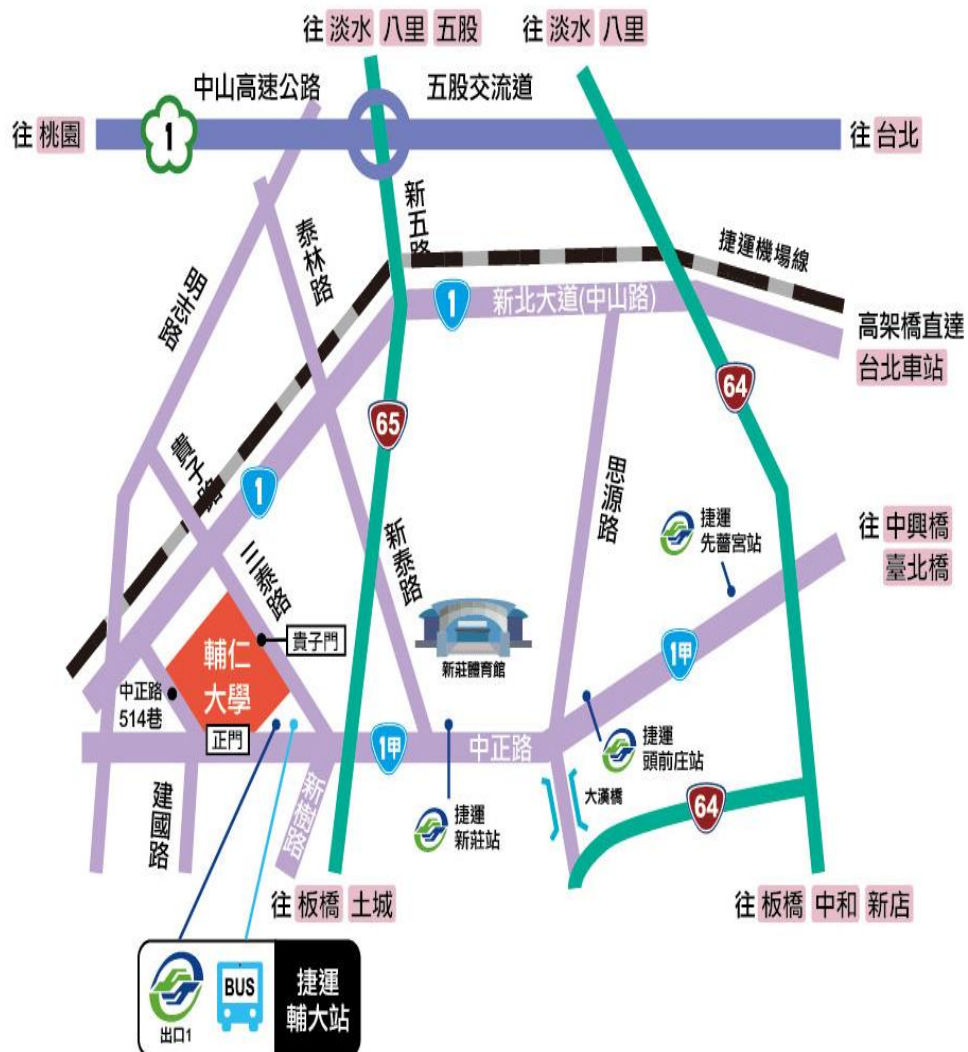 往 淡水 八里 五股
往 淡水 八里
中山高速公路
五股交流道
往 桃園
1
往 台北
新五路
泰林路
捷運機場線
明志路
1
新北大道(中山路)
高架橋直達
台北車站
64
65
貴子路
1
思源路
捷運
先嗇宮站
往 中興橋
臺北橋
新泰路
三泰路
貴子門
輔仁
大學
新莊體育館
1甲
中正路
514巷
正門
1甲
中正路
捷運
頭前庄站
建國路
新樹路
捷運
新莊站
大漢橋
64
往 板橋 土城
往 板橋 中和 新店
出口1
BUS
捷運
輔大站